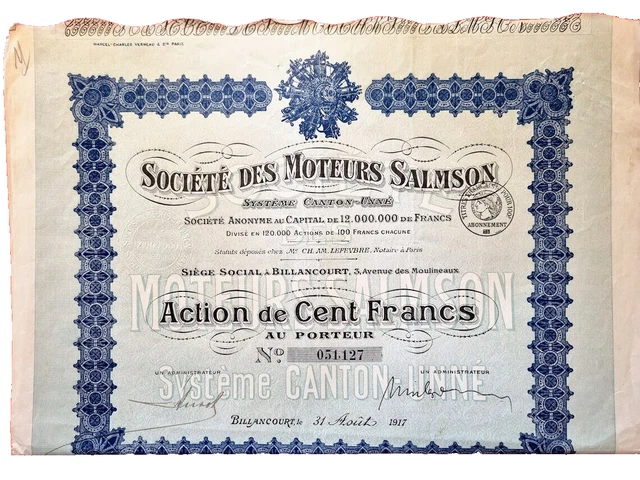 MARCEL-CHARLES VERNEAU & Cie PARIS
SOCIÉTÉ DES MOTEURS SALMSON
SYSTÈME CANTON-UNNÉ
SOCIÉTÉ ANONYME AU CAPITAL DE 12.000.000 DE FRANCS
DIVISÉ EN 120.000 ACTIONS DE 100 FRANCS CHACUNE
Statuts déposés chez Me CH. AM. LEFEVBRE, Notaire à Paris
ABONNEMENT
SIÈGE SOCIAL À BILLANCOURT, 3, Avenue des Moulineaux
MOTEURS SALMSON
Action de Cent Francs
AU PORTEUR
No 051.127
UN ADMINISTRATEUR UN ADMINISTRATEUR
Système CANTON-UNNE
BILLANCOURT, le 31 Août 1917